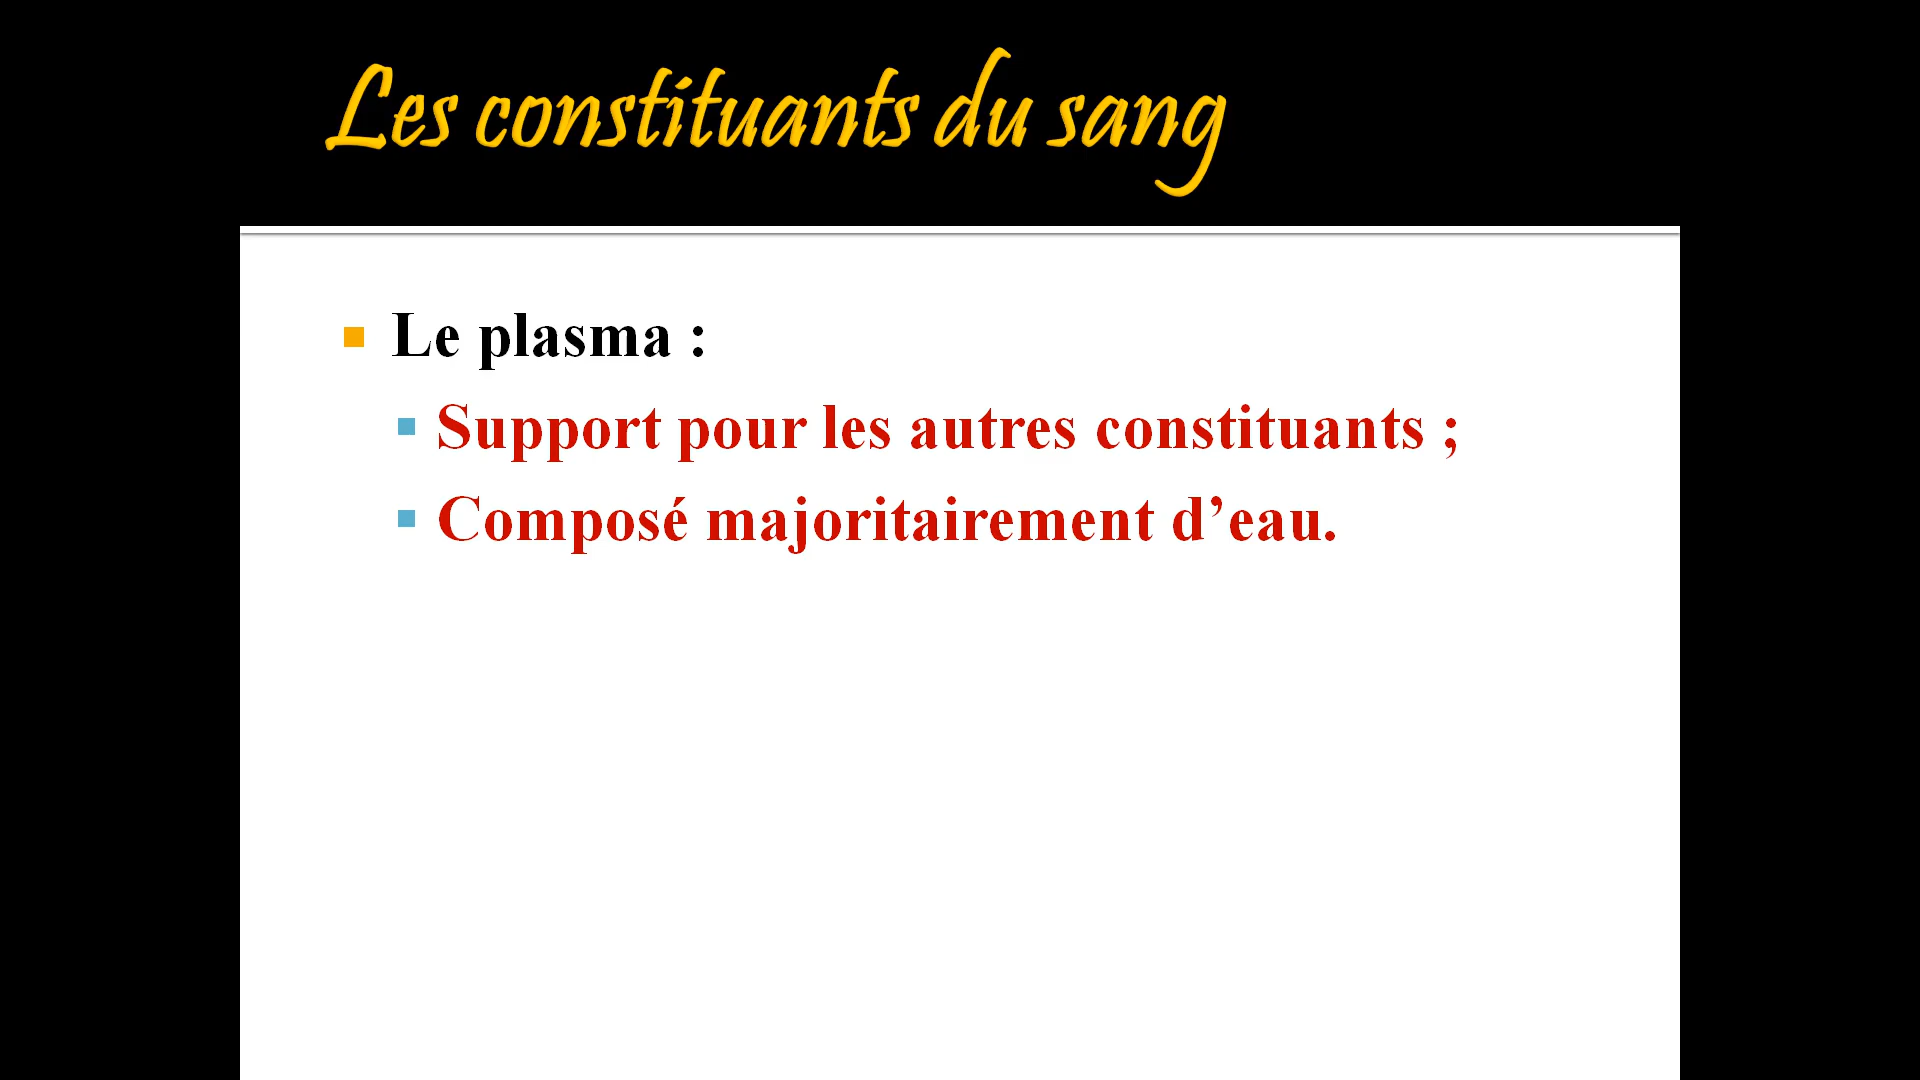 Les constituants du sang
Le plasma :
Support pour les autres constituants ;
Composé majoritairement d’eau.